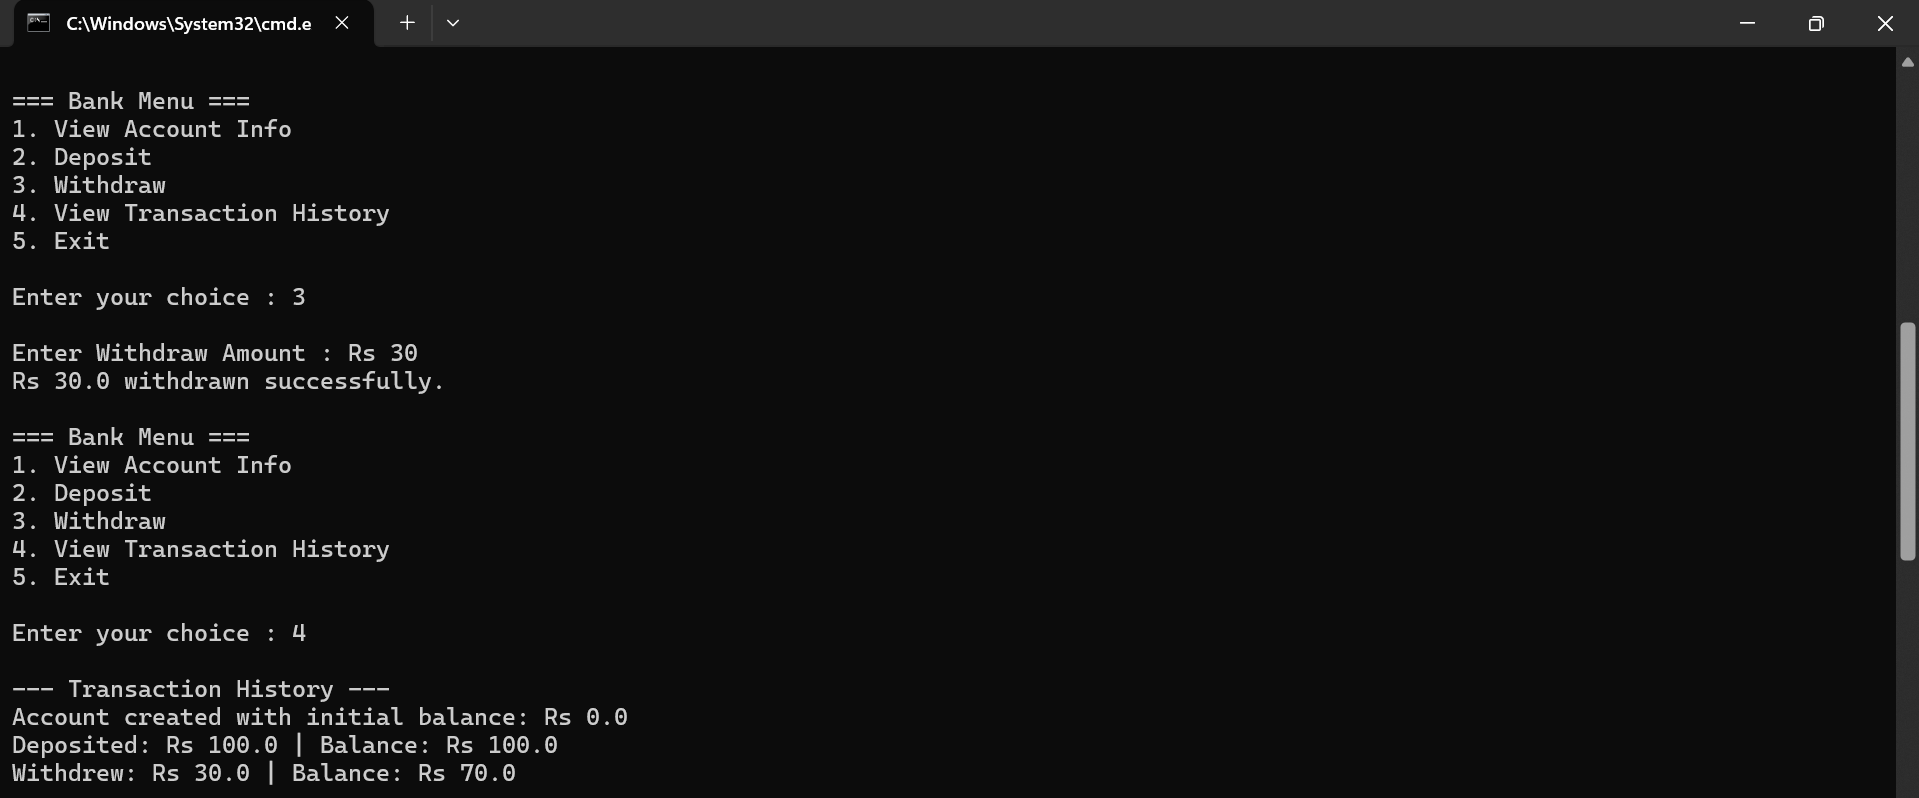 C:\Windows\System32\cmd.e
=== Bank Menu ===
1. View Account Info
2. Deposit
3. Withdraw
4. View Transaction History
5. Exit
Enter your choice : 3
Enter Withdraw Amount : Rs 30
Rs 30.0 withdrawn successfully.
=== Bank Menu ===
1. View Account Info
2. Deposit
3. Withdraw
4. View Transaction History
5. Exit
Enter your choice : 4
--- Transaction History ---
Account created with initial balance: Rs 0.0
Deposited: Rs 100.0 | Balance: Rs 100.0
Withdrew: Rs 30.0 | Balance: Rs 70.0